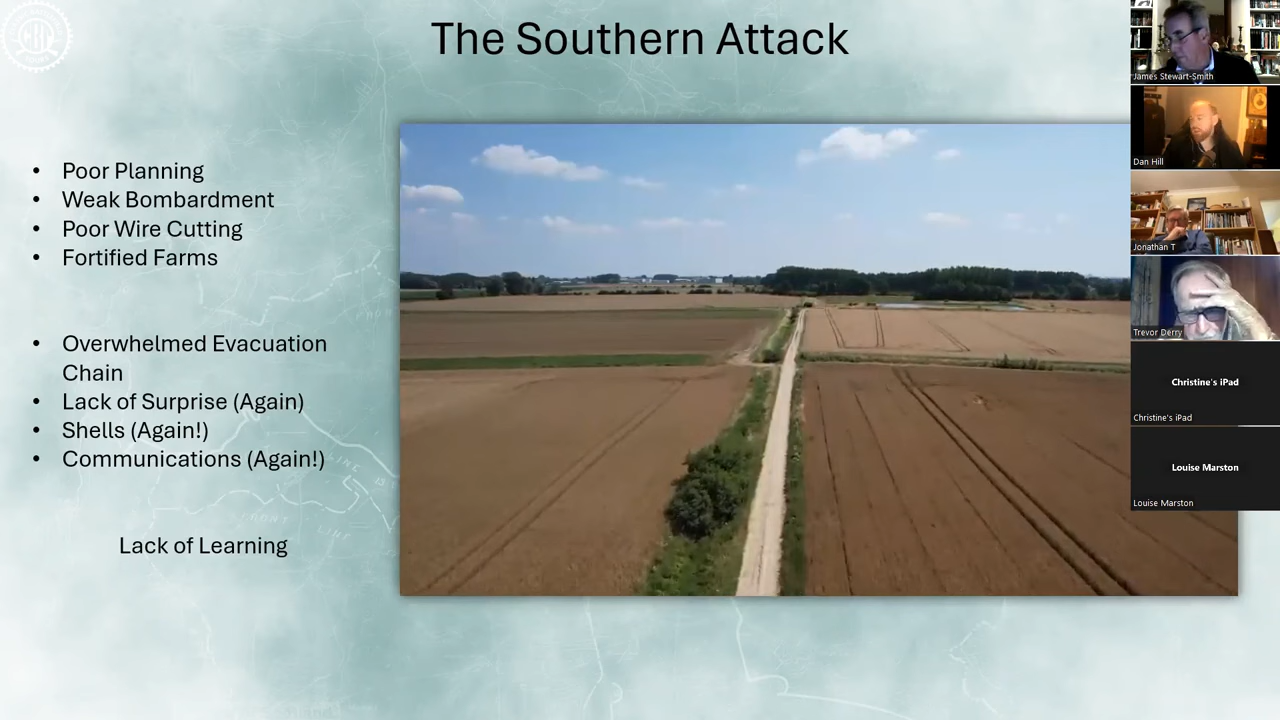 The Southern Attack
• Poor Planning
• Weak Bombardment
• Poor Wire Cutting
• Fortified Farms
• Overwhelmed Evacuation
Chain
• Lack of Surprise (Again)
• Shells (Again!)
• Communications (Again!)
Lack of Learning
James Stewart-Smith
Dan Hill
Jonathan T
Trevor Derry
Christine's iPad
Christine's iPad
Louise Marston
Louise Marston